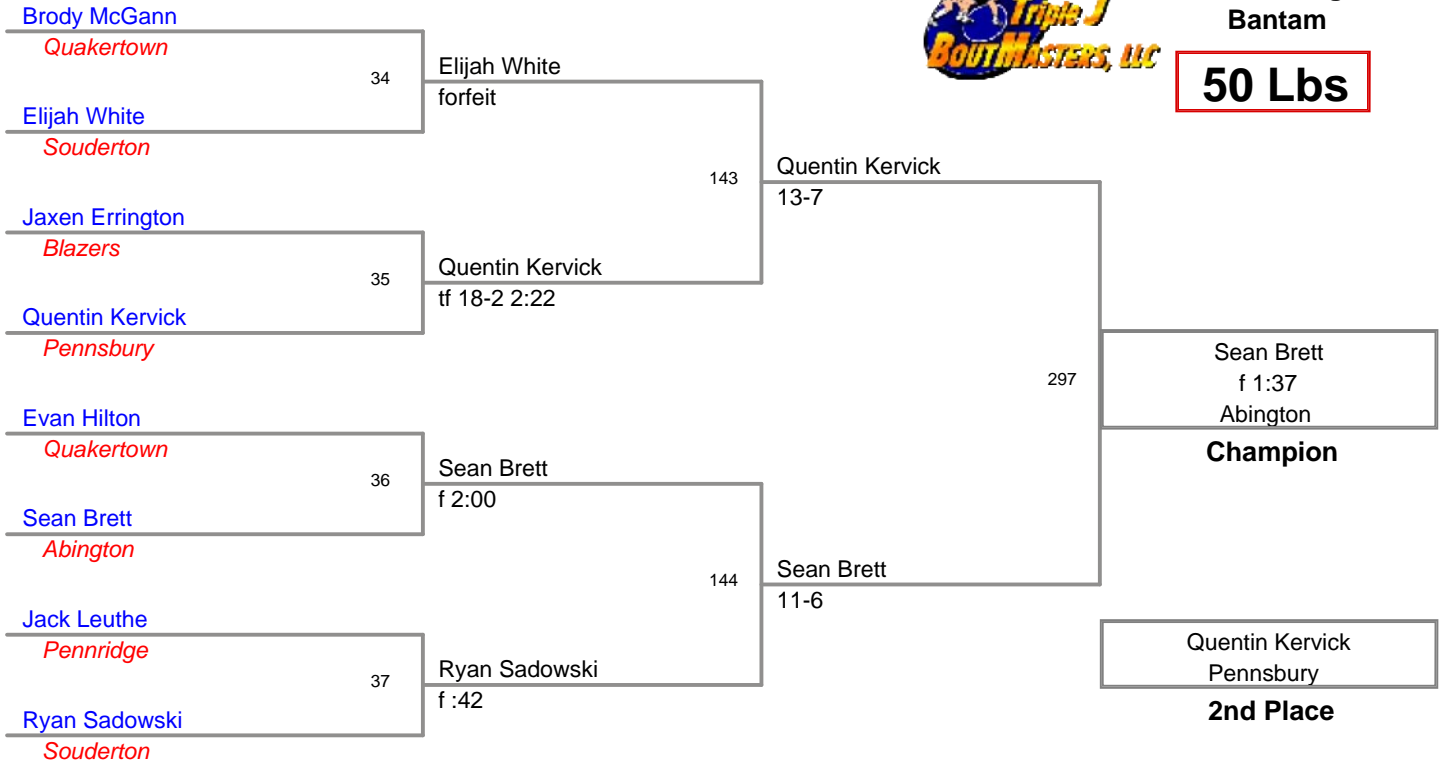 Triple J
BOUTMASTERS, LLC
Bantam
50 Lbs
Brody McGann
Quakertown
34
Elijah White
forfeit
Elijah White
Souderton
143
Quentin Kervick
13-7
Jaxen Errington
Blazers
35
Quentin Kervick
tf 18-2 2:22
Quentin Kervick
Pennsbury
297
Sean Brett
f 1:37
Abington
Champion
Evan Hilton
Quakertown
36
Sean Brett
f 2:00
Sean Brett
Abington
144
Sean Brett
11-6
Jack Leuthe
Pennridge
37
Ryan Sadowski
f :42
Ryan Sadowski
Souderton
Quentin Kervick
Pennsbury
2nd Place